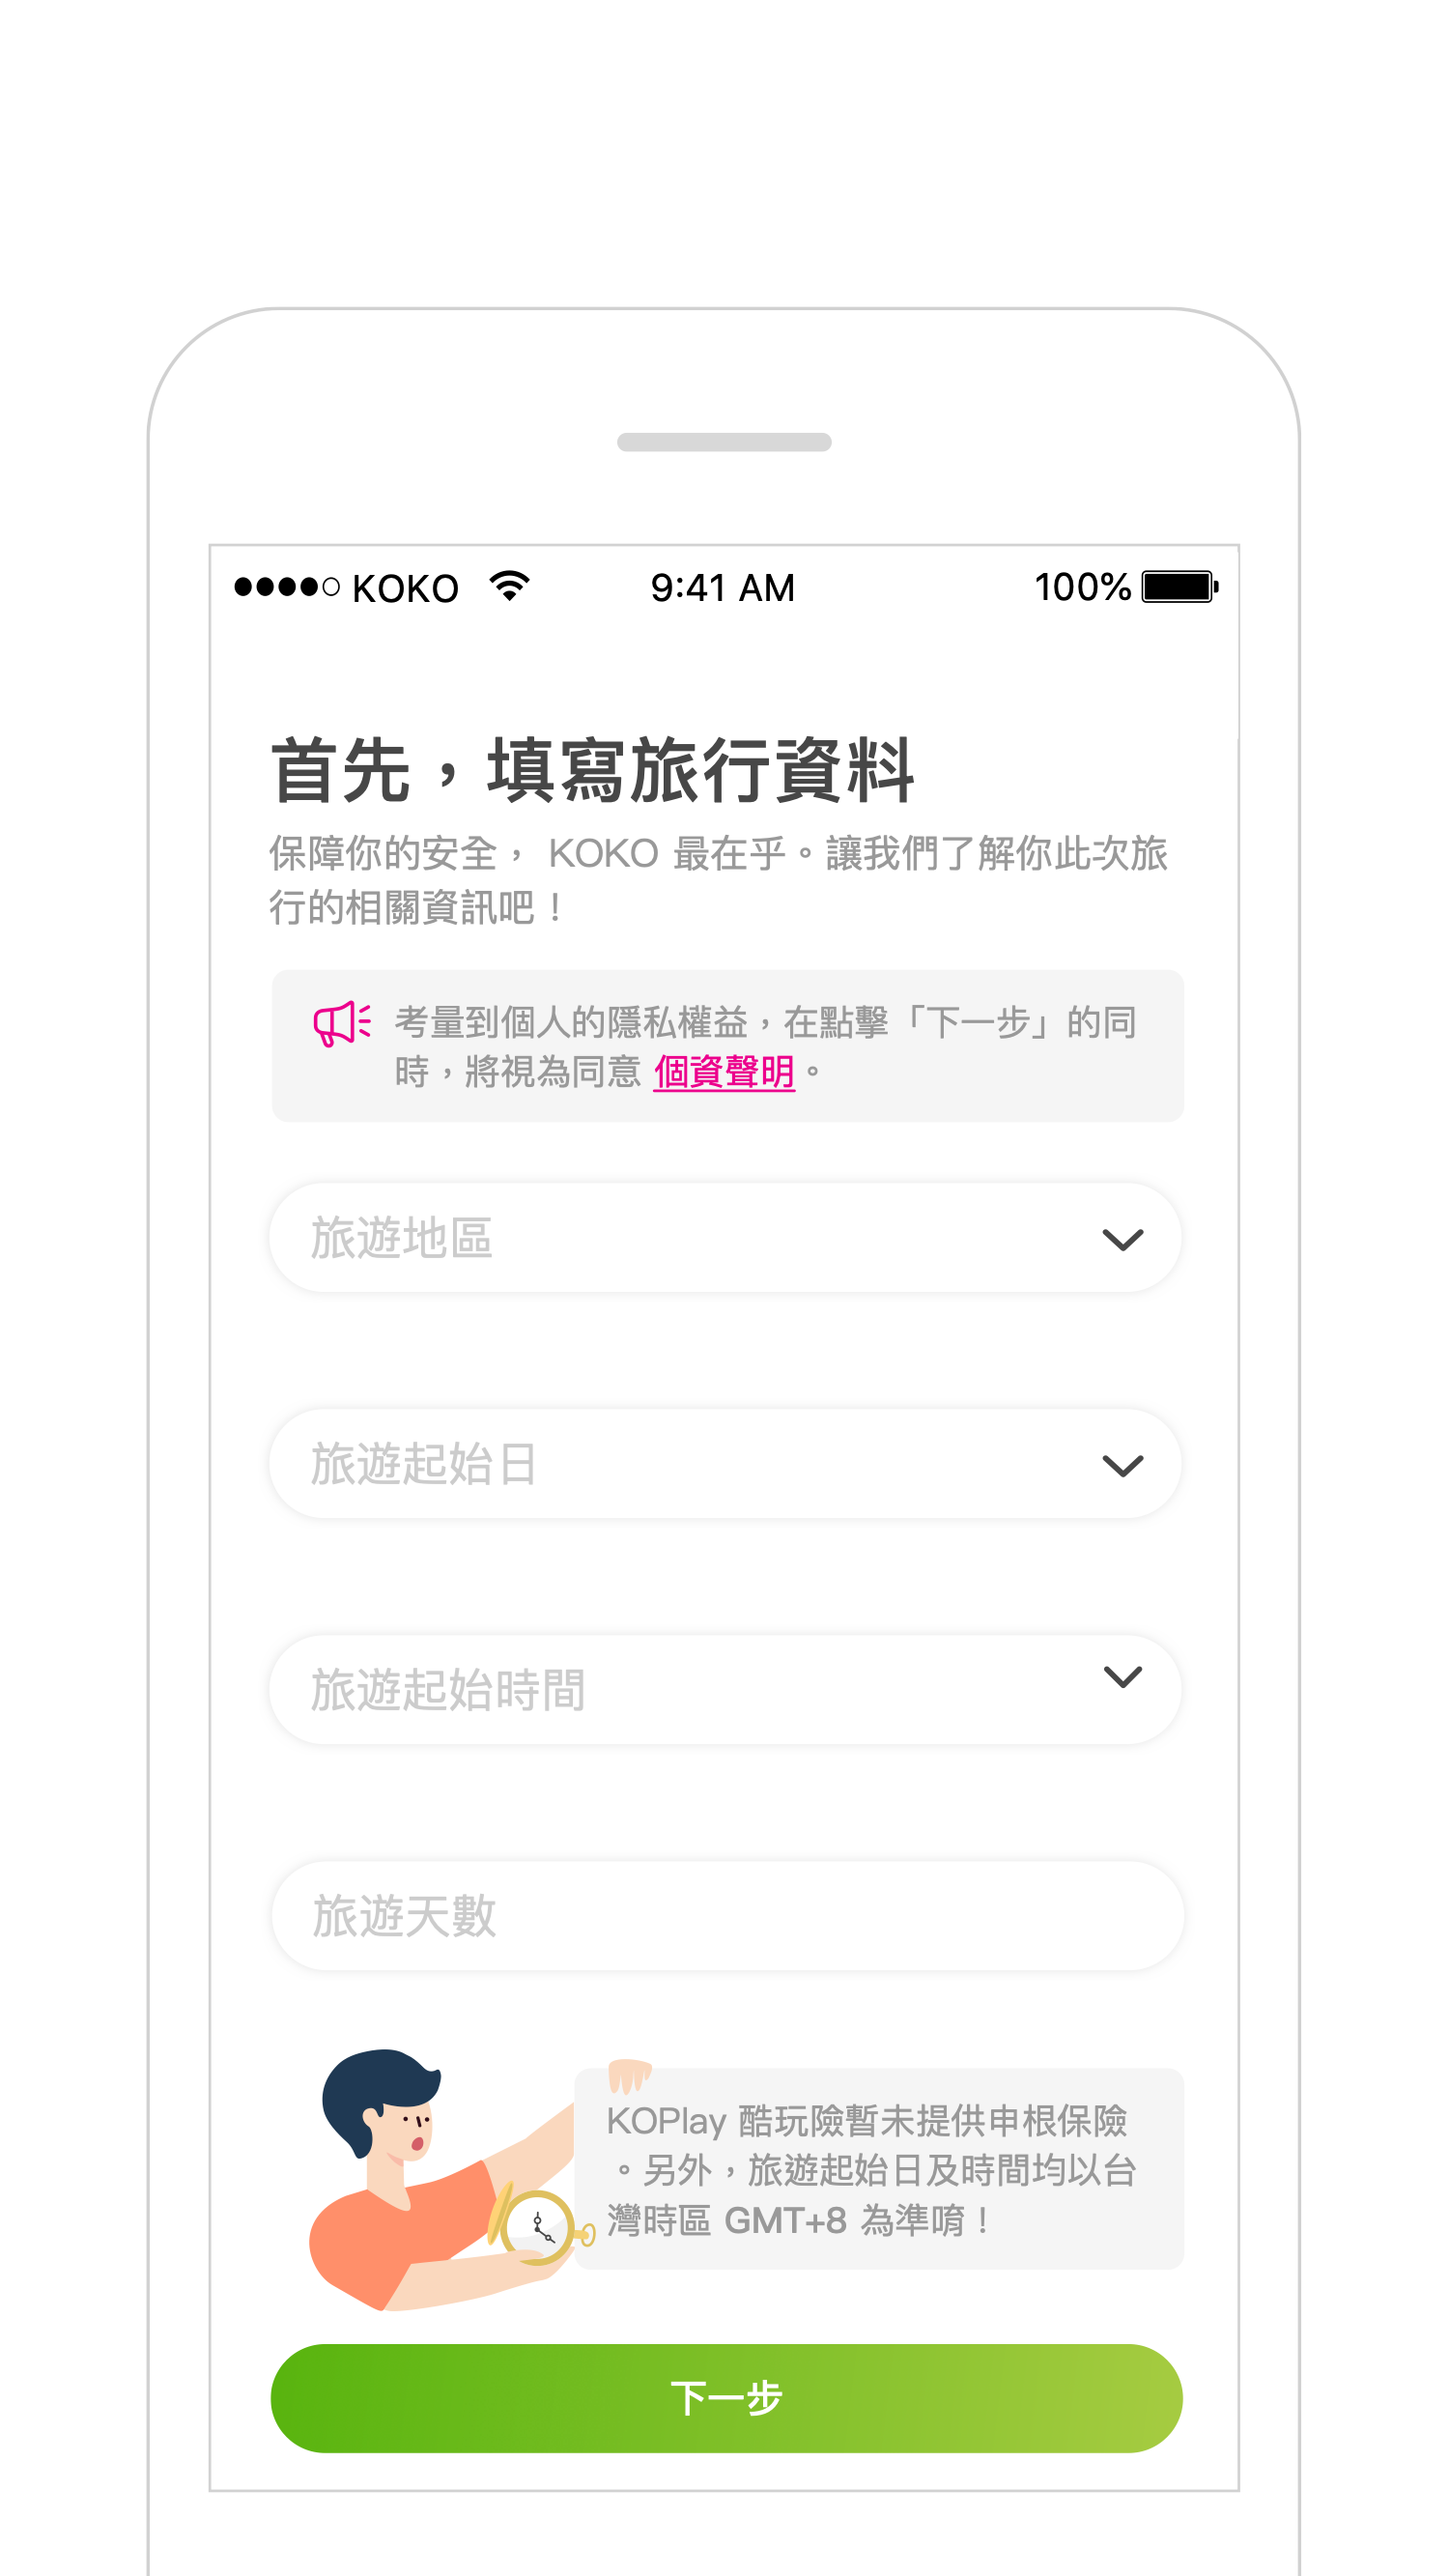 KOKO 9:41 AM 100%
首先，填寫旅行資料
保障你的安全， KOKO 最在乎。讓我們了解你此次旅
行的相關資訊吧！
考量到個人的隱私權益，在點擊「下一步」的同
時，將視為同意 個資聲明。
旅遊地區
旅遊起始日
旅遊起始時間
旅遊天數
KOPlay 酷玩險暫未提供申根保險
。另外，旅遊起始日及時間均以台
灣時區 GMT+8 為準唷！
下一步